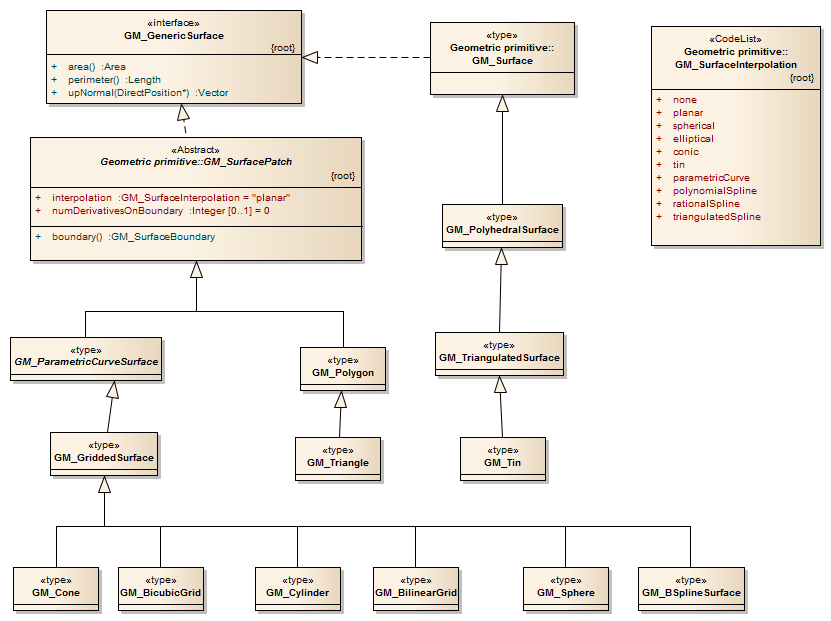 «interface»
GM_GenericSurface
{root}
+ area() :Area
+ perimeter() :Length
+ upNormal(DirectPosition*) :Vector
«type»
Geometric primitive::
GM_Surface
«CodeList»
Geometric primitive::
GM_SurfaceInterpolation
{root}
+ none
+ planar
+ spherical
+ elliptical
+ conic
+ tin
+ parametricCurve
+ polynomialSpline
+ rationalSpline
+ triangulatedSpline
«Abstract»
Geometric primitive::GM_SurfacePatch
{root}
+ interpolation :GM_SurfaceInterpolation = "planar"
+ numDerivativesOnBoundary :Integer [0..1] = 0
+ boundary() :GM_SurfaceBoundary
«type»
GM_PolyhedralSurface
«type»
GM_ParametricCurveSurface
«type»
GM_Polygon
«type»
GM_TriangulatedSurface
«type»
GM_GriddedSurface
«type»
GM_Triangle
«type»
GM_Tin
«type»
GM_Cone
«type»
GM_BicubicGrid
«type»
GM_Cylinder
«type»
GM_BilinearGrid
«type»
GM_Sphere
«type»
GM_BSplineSurface